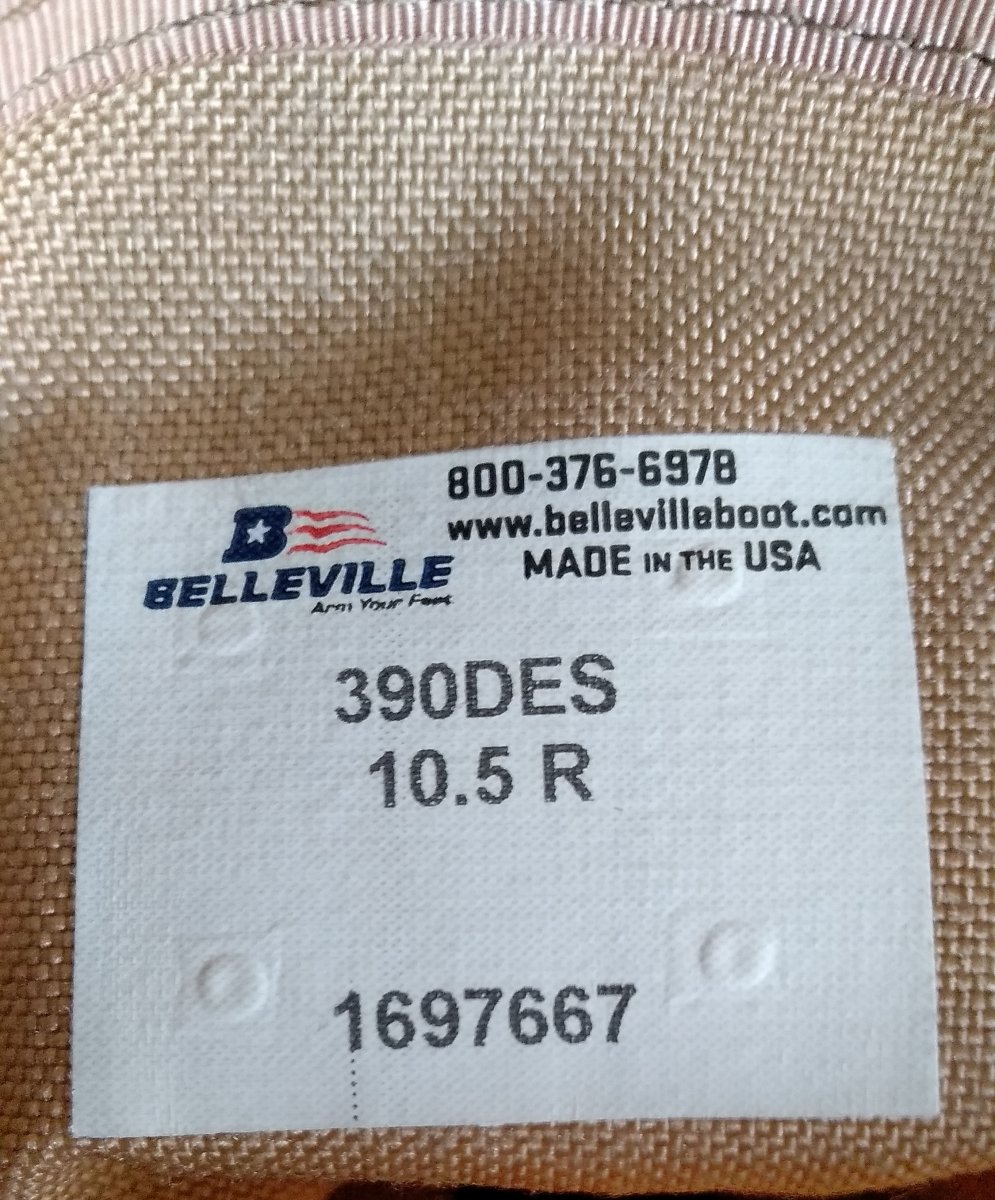 800-376-6978
www.bellevilleboot.com
MADE IN THE USA
B
BELLEVILLE
Arm Your Feet
390DES
10.5 R
1697667